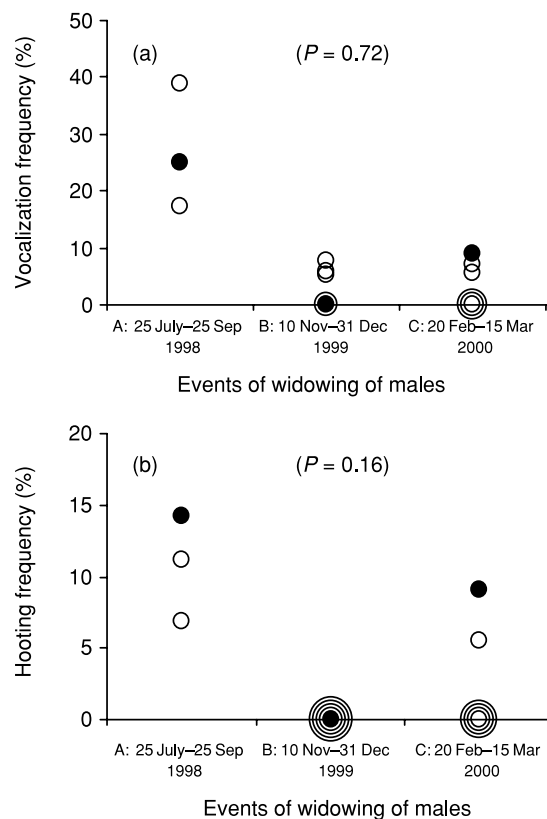 50
(a)
(P = 0.72)
40
30
20
10
0
Vocalization frequency (%)
A: 25 July–25 Sep B: 10 Nov–31 Dec C: 20 Feb–15 Mar
1998 1999 2000
Events of widowing of males
20
(b)
(P = 0.16)
15
10
5
0
Hooting frequency (%)
A: 25 July–25 Sep B: 10 Nov–31 Dec C: 20 Feb–15 Mar
1998 1999 2000
Events of widowing of males